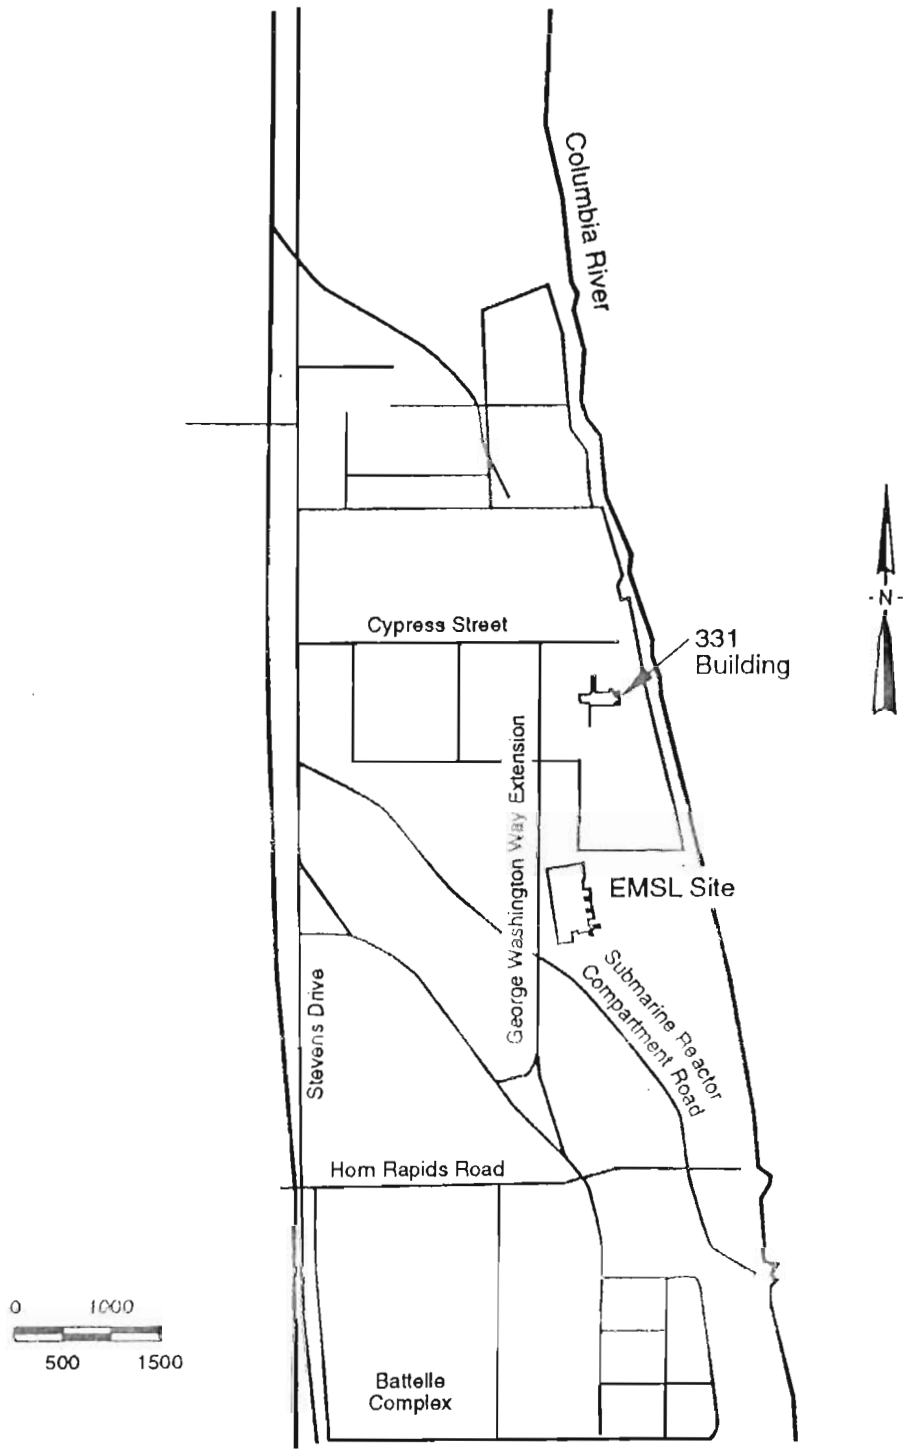 Columbia River
Cypress Street
331
Building
-N-
George Washington Way Extension
EMSL Site
Submarine Reactor
Compartment Road
Stevens Drive
Horn Rapids Road
0 1000
500 1500
Battelle
Complex